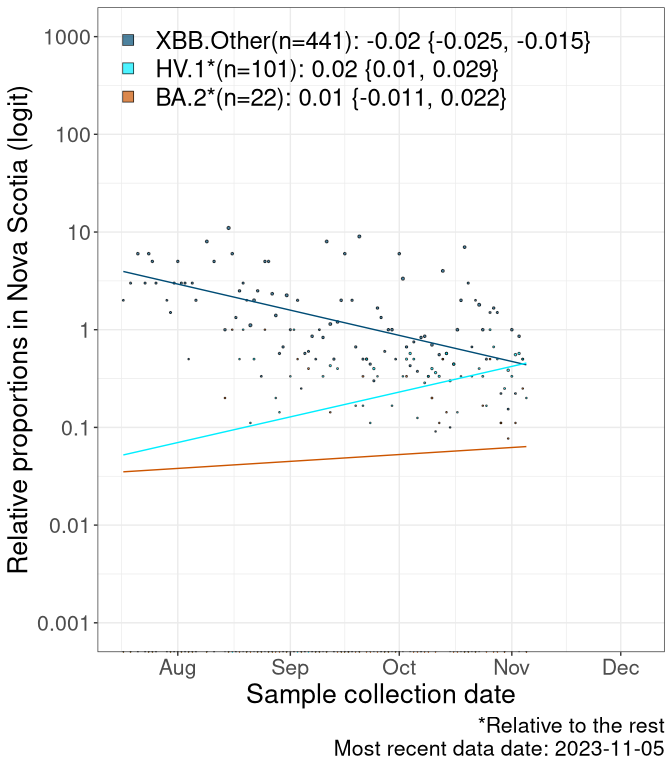 XBB.Other(n=441): -0.02 {-0.025, -0.015}
HV.1*(n=101): 0.02 {0.01, 0.029}
BA.2*(n=22): 0.01 {-0.011, 0.022}
Relative proportions in Nova Scotia (logit)
1000
100
10
1
0.1
0.01
0.001
Aug Sep Oct Nov Dec
Sample collection date
*Relative to the rest
Most recent data date: 2023-11-05